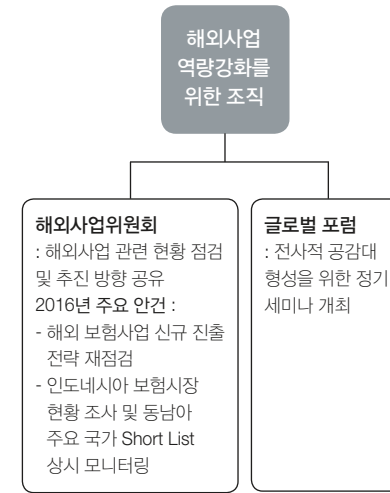 해외사업
역량강화를
위한 조직
해외사업위원회
: 해외사업 관련 현황 점검
및 추진 방향 공유
2016년 주요 안건 :
- 해외 보험사업 신규 진출
전략 재점검
- 인도네시아 보험시장
현황 조사 및 동남아
주요 국가 Short List
상시 모니터링
글로벌 포럼
: 전사적 공감대
형성을 위한 정기
세미나 개최